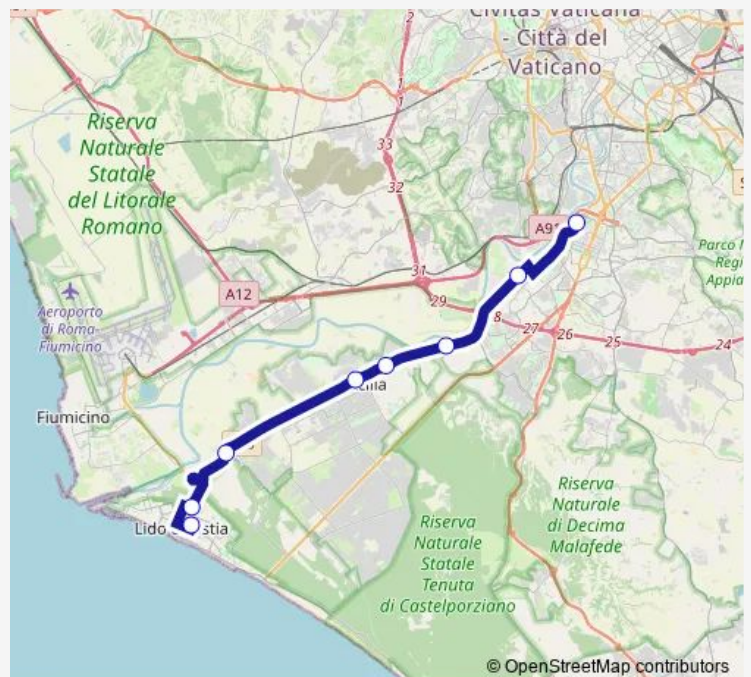 Civitas Vaticana
- Città del
Vaticano
2
1
1
33
32
Riserva
Naturale
Statale
del Litorale
Romano
A91
Parco
Appia
31
A12
29
8
27
26
25
24
Aeroporto
di Roma-
Fiumicino
Fiumicino
Lido
Riserva
Naturale
di Decima
Malafede
Riserva
Naturale
Statale
Tenuta
di Castelporziano
© OpenStreetMap contributors